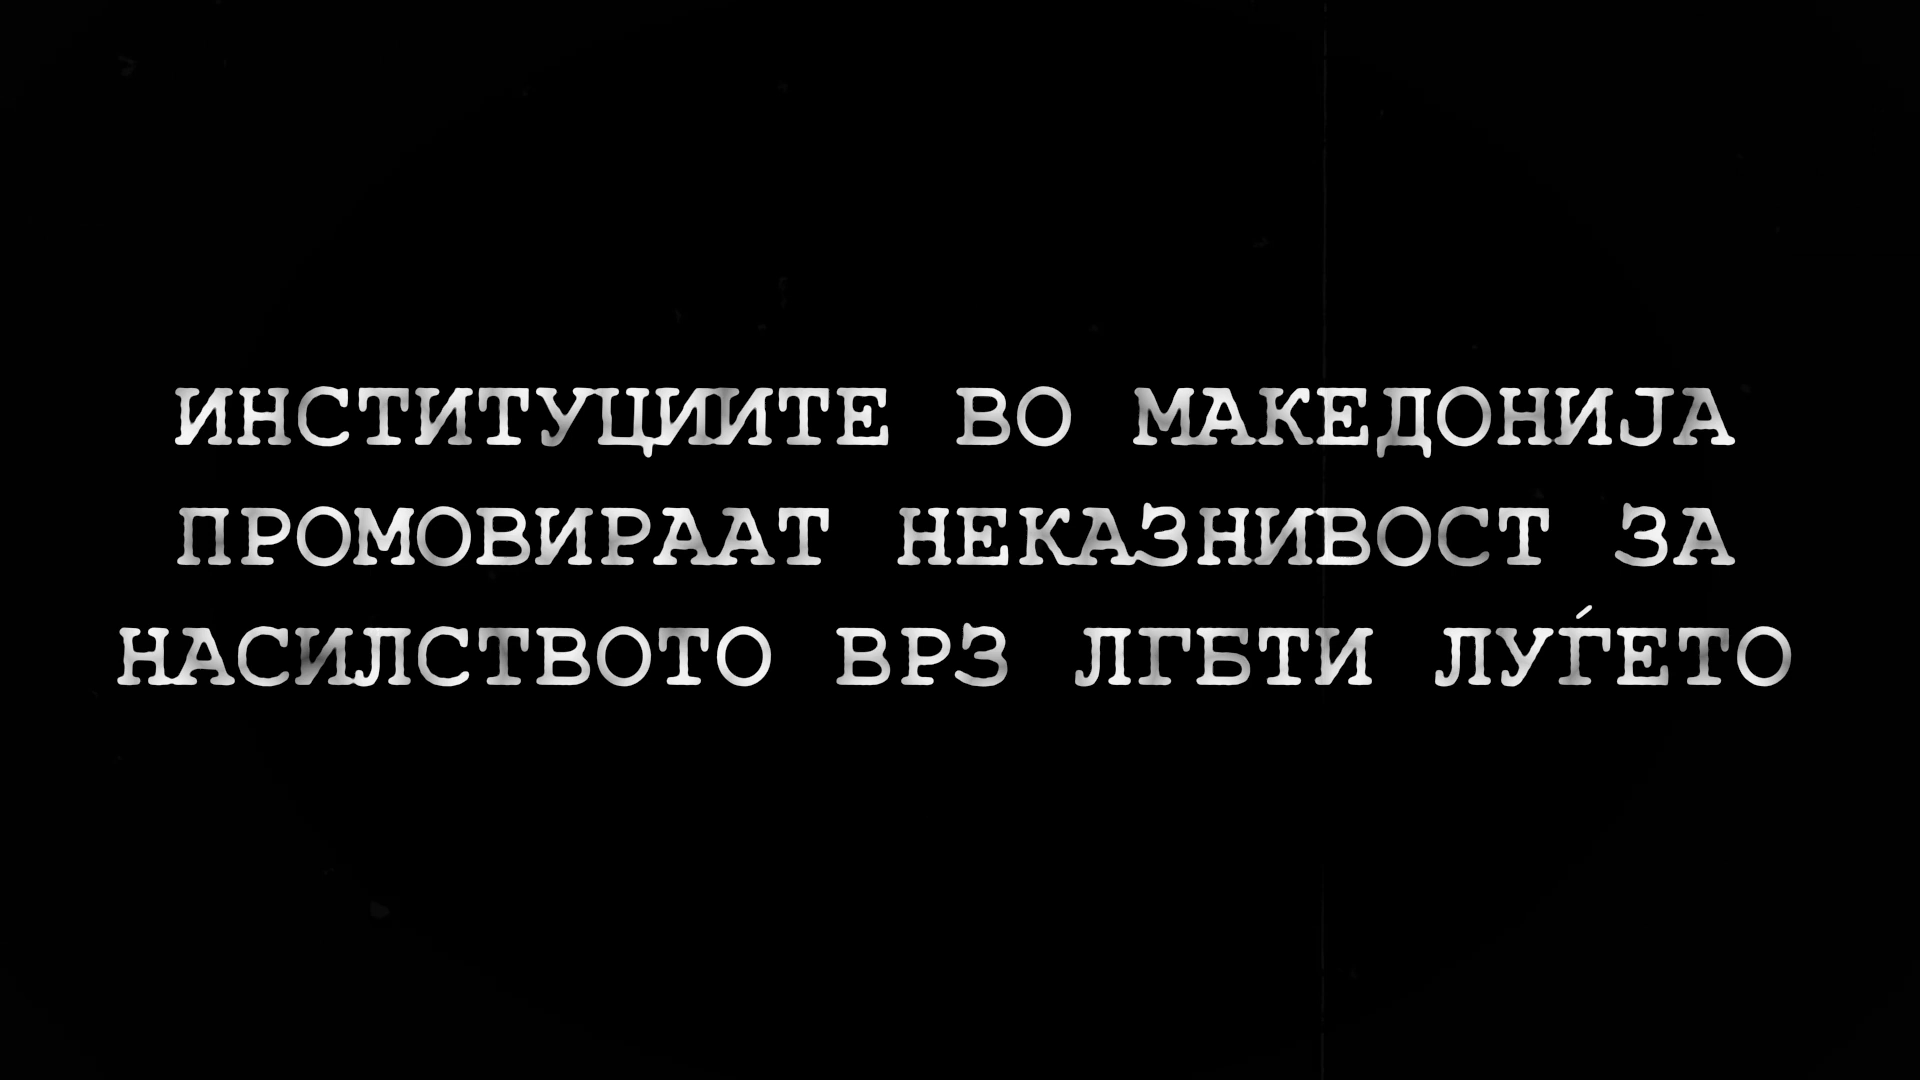 ИНСТИТУЦИИТЕ ВО МАКЕДОНИЈА
ПРОМОВИРААТ НЕКАЗНИВОСТ ЗА
НАСИЛСТВОТО ВРЗ ЛГБТИ ЛУЃЕТО